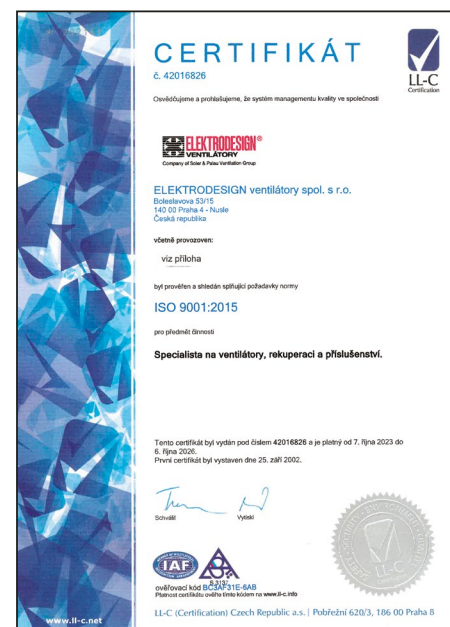 CERTIFIKÁT
č. 42016826
LL-C
Certification
Osvědčujeme a prohlašujeme, že systém managementu kvality ve společnosti
ELEKTRODESIGN®
VENTILÁTORY
Company of Soler & Palau Ventilation Group
ELEKTRODESIGN ventilátory spol. s r.o.
Boleslavova 53/15
140 00 Praha 4 - Nusle
Česká republika
včetně provozoven:
viz příloha
byl prověřen a shledán splňující požadavky normy
ISO 9001:2015
pro předmět činnosti
Specialista na ventilátory, rekuperaci a příslušenství.
Tento certifikát byl vydán pod číslem 42016826 a je platný od 7. října 2023 do
6. října 2026.
První certifikát byl vystaven dne 25. září 2002.
Schválil
Vytiskl
IAF
S 3137
ověřovací kód BC3AF31E-6AB
Platnost certifikátu ověřte tímto kódem na www.ll-c.info
LL-C
www.ll-c.net
LL-C (Certification) Czech Republic a.s. | Pobřežní 620/3, 186 00 Praha 8